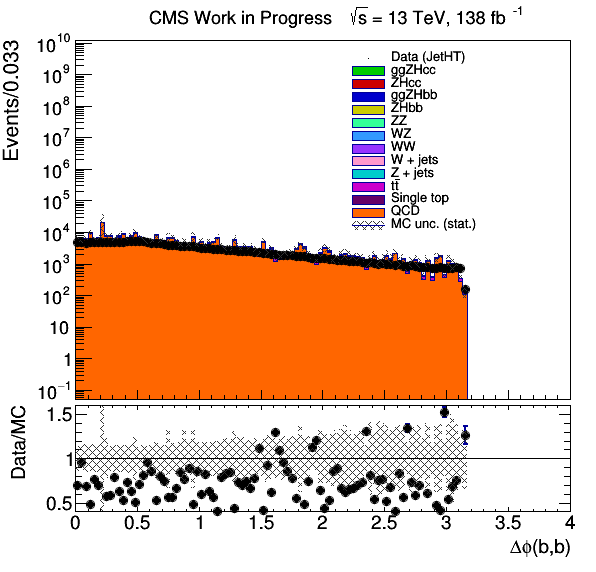 CMS Work in Progress √s = 13 TeV, 138 fb⁻¹
Events/0.033
10¹⁰
10⁹
10⁸
10⁷
10⁶
10⁵
10⁴
10³
10²
10
1
10⁻¹
Data (JetHT)
ggZHcc
ZHcc
ggZHbb
ZHbb
ZZ
WZ
WW
W + jets
Z + jets
tt̄
Single top
QCD
MC unc. (stat.)
Data/MC
1.5
1
0.5
0 0.5 1 1.5 2 2.5 3 3.5 4
Δϕ(b,b)